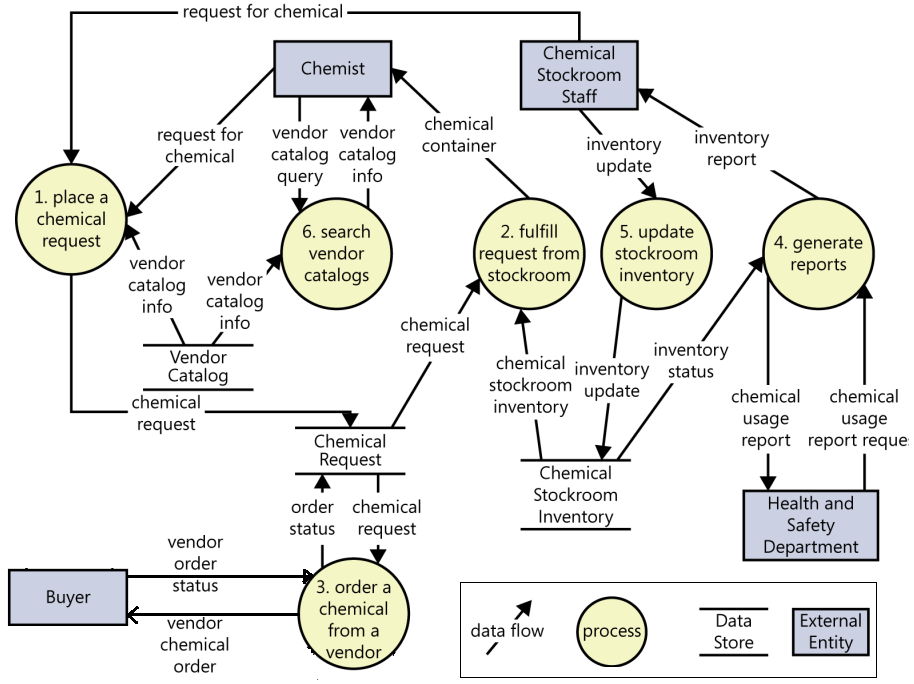 request for chemical
Chemist
Chemical
Stockroom
Staff
request for
chemical
vendor
catalog
query
vendor
catalog
info
chemical
container
inventory
update
inventory
report
1. place a
chemical
request
6. search
vendor
catalogs
2. fulfill
request from
stockroom
5. update
stockroom
inventory
4. generate
reports
vendor
catalog
info
vendor
catalog
info
Vendor
Catalog
chemical
request
chemical
request
chemical
stockroom
inventory
inventory
update
inventory
status
chemical
usage
report
chemical
usage
report reques
Chemical
Request
Chemical
Stockroom
Inventory
Health and
Safety
Department
order
status
chemical
request
vendor
order
status
Buyer
vendor
chemical
order
3. order a
chemical
from a
vendor
data flow
process
Data
Store
External
Entity